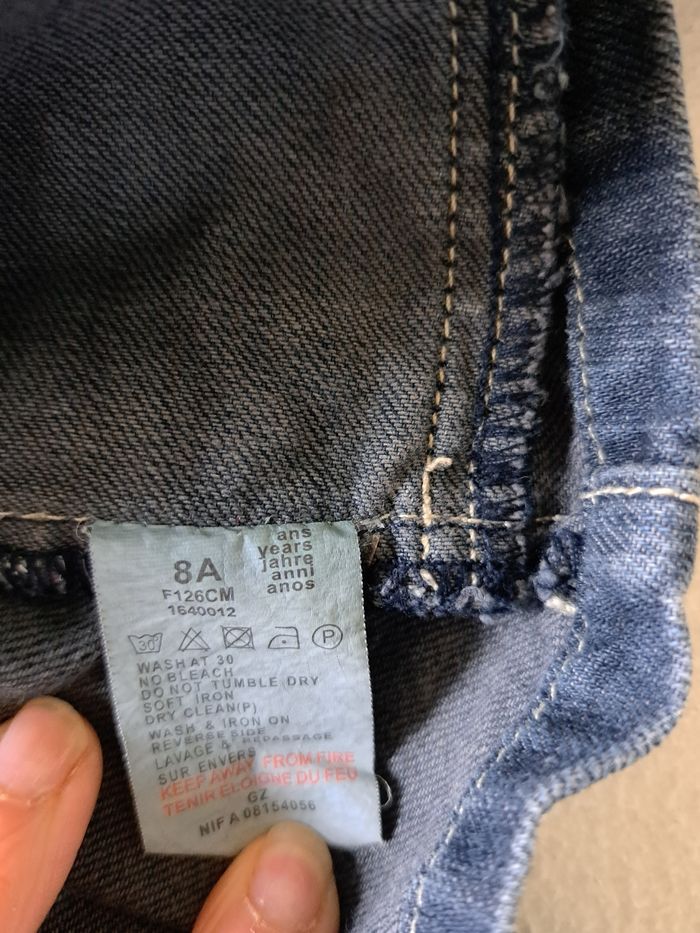 8A
ans
years
jahre
anni
anos
F126CM
1640012
30
P
WASH AT 30
NO BLEACH
DO NOT TUMBLE DRY
SOFT IRON
DRY CLEAN(P)
WASH & IRON ON
REVERSE SIDE
LAVAGE & REPASSAGE
SUR ENVERS
KEEP AWAY FROM FIRE
TENIR ELOIGNE DU FEU
GZ
NIF A 08154056